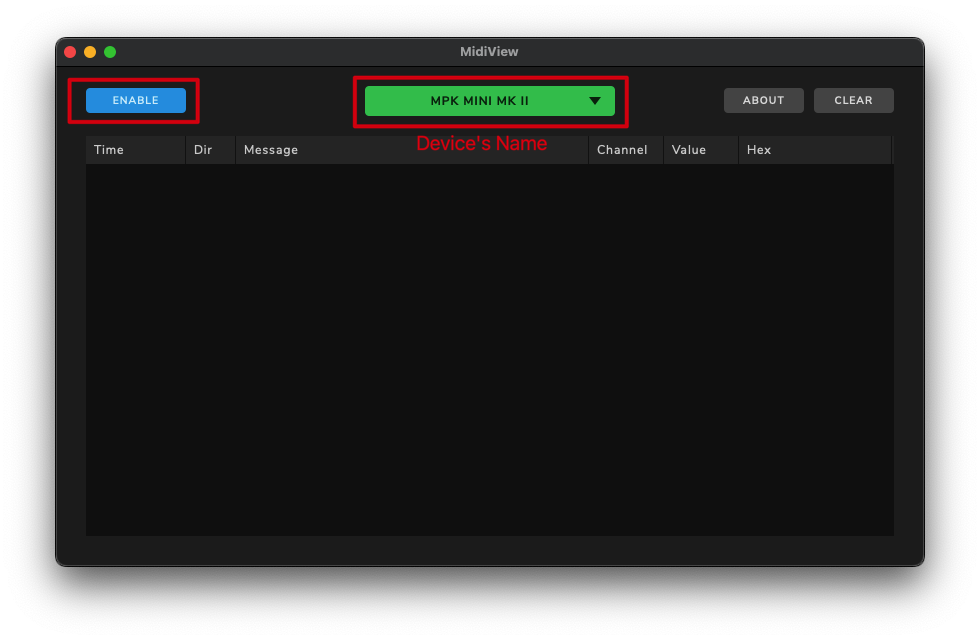 MidiView
ENABLE
MPK MINI MK II
ABOUT
CLEAR
Device's Name
Time Dir Message Channel Value Hex